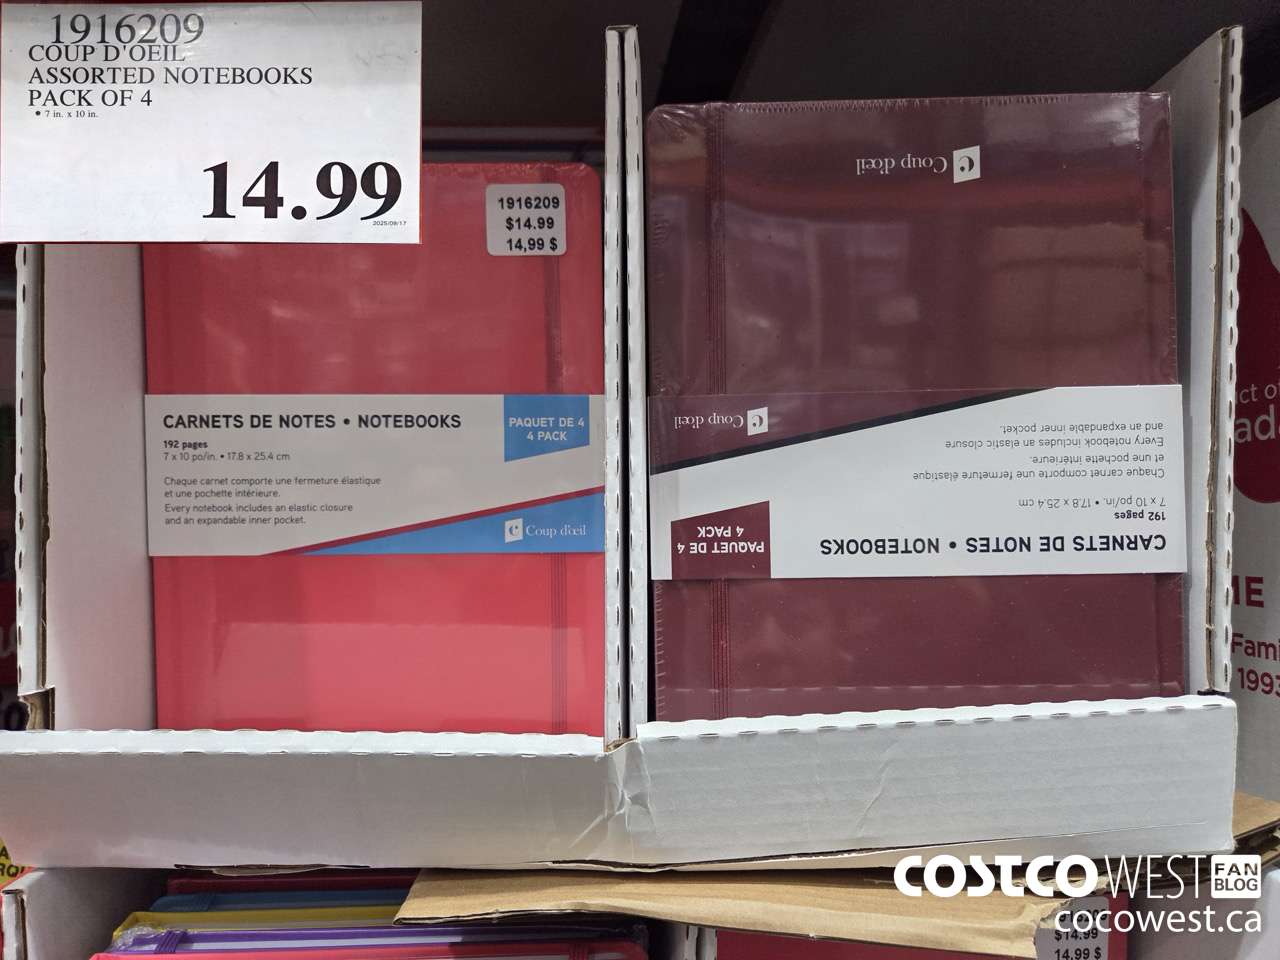 1916209
COUP D'OEIL
ASSORTED NOTEBOOKS
PACK OF 4
• 7 in. x 10 in.
14.99
2025/09/17
1916209
$14.99
14,99 $
CARNETS DE NOTES • NOTEBOOKS
192 pages
7 x 10 po/in. • 17.8 x 25.4 cm
Chaque carnet comporte une fermeture élastique
et une pochette intérieure.
Every notebook includes an elastic closure
and an expandable inner pocket.
PAQUET DE 4
4 PACK
Coup d'œil
Coup d'œil
CARNETS DE NOTES • NOTEBOOKS
192 pages
7 x 10 po/in. • 17.8 x 25.4 cm
Chaque carnet comporte une fermeture élastique
et une pochette intérieure.
Every notebook includes an elastic closure
and an expandable inner pocket.
PAQUET DE 4
4 PACK
Coup d'œil
1993
$14.99
14,99 $
COSTCO WEST FAN BLOG
cocowest.ca